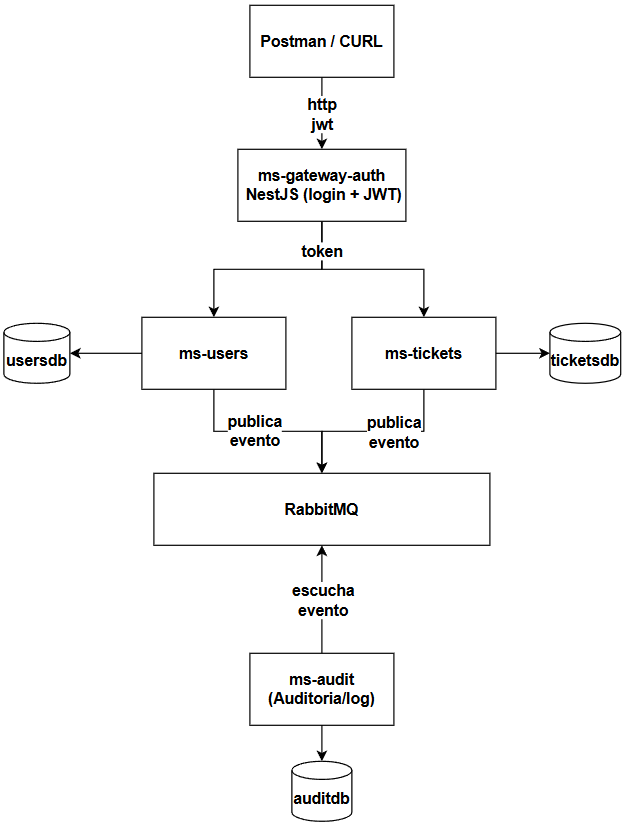 Postman / CURL
http
jwt
ms-gateway-auth
NestJS (login + JWT)
token
usersdb
ms-users
ms-tickets
ticketsdb
publica
evento
publica
evento
RabbitMQ
escucha
evento
ms-audit
(Auditoria/log)
auditdb